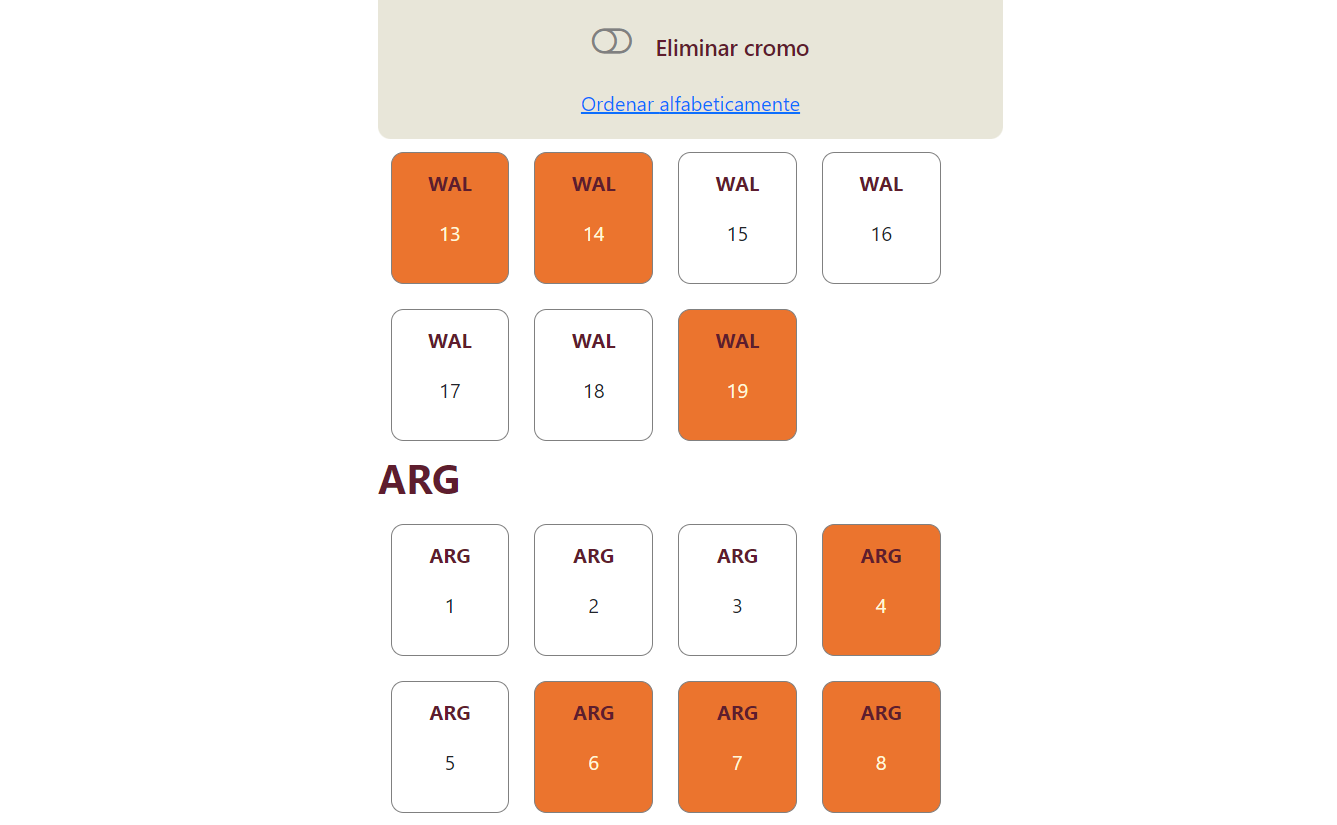 Eliminar cromo
Ordenar alfabeticamente
WAL WAL WAL WAL
13 14 15 16
WAL WAL WAL
17 18 19
ARG
ARG ARG ARG ARG
1 2 3 4
ARG ARG ARG ARG
5 6 7 8